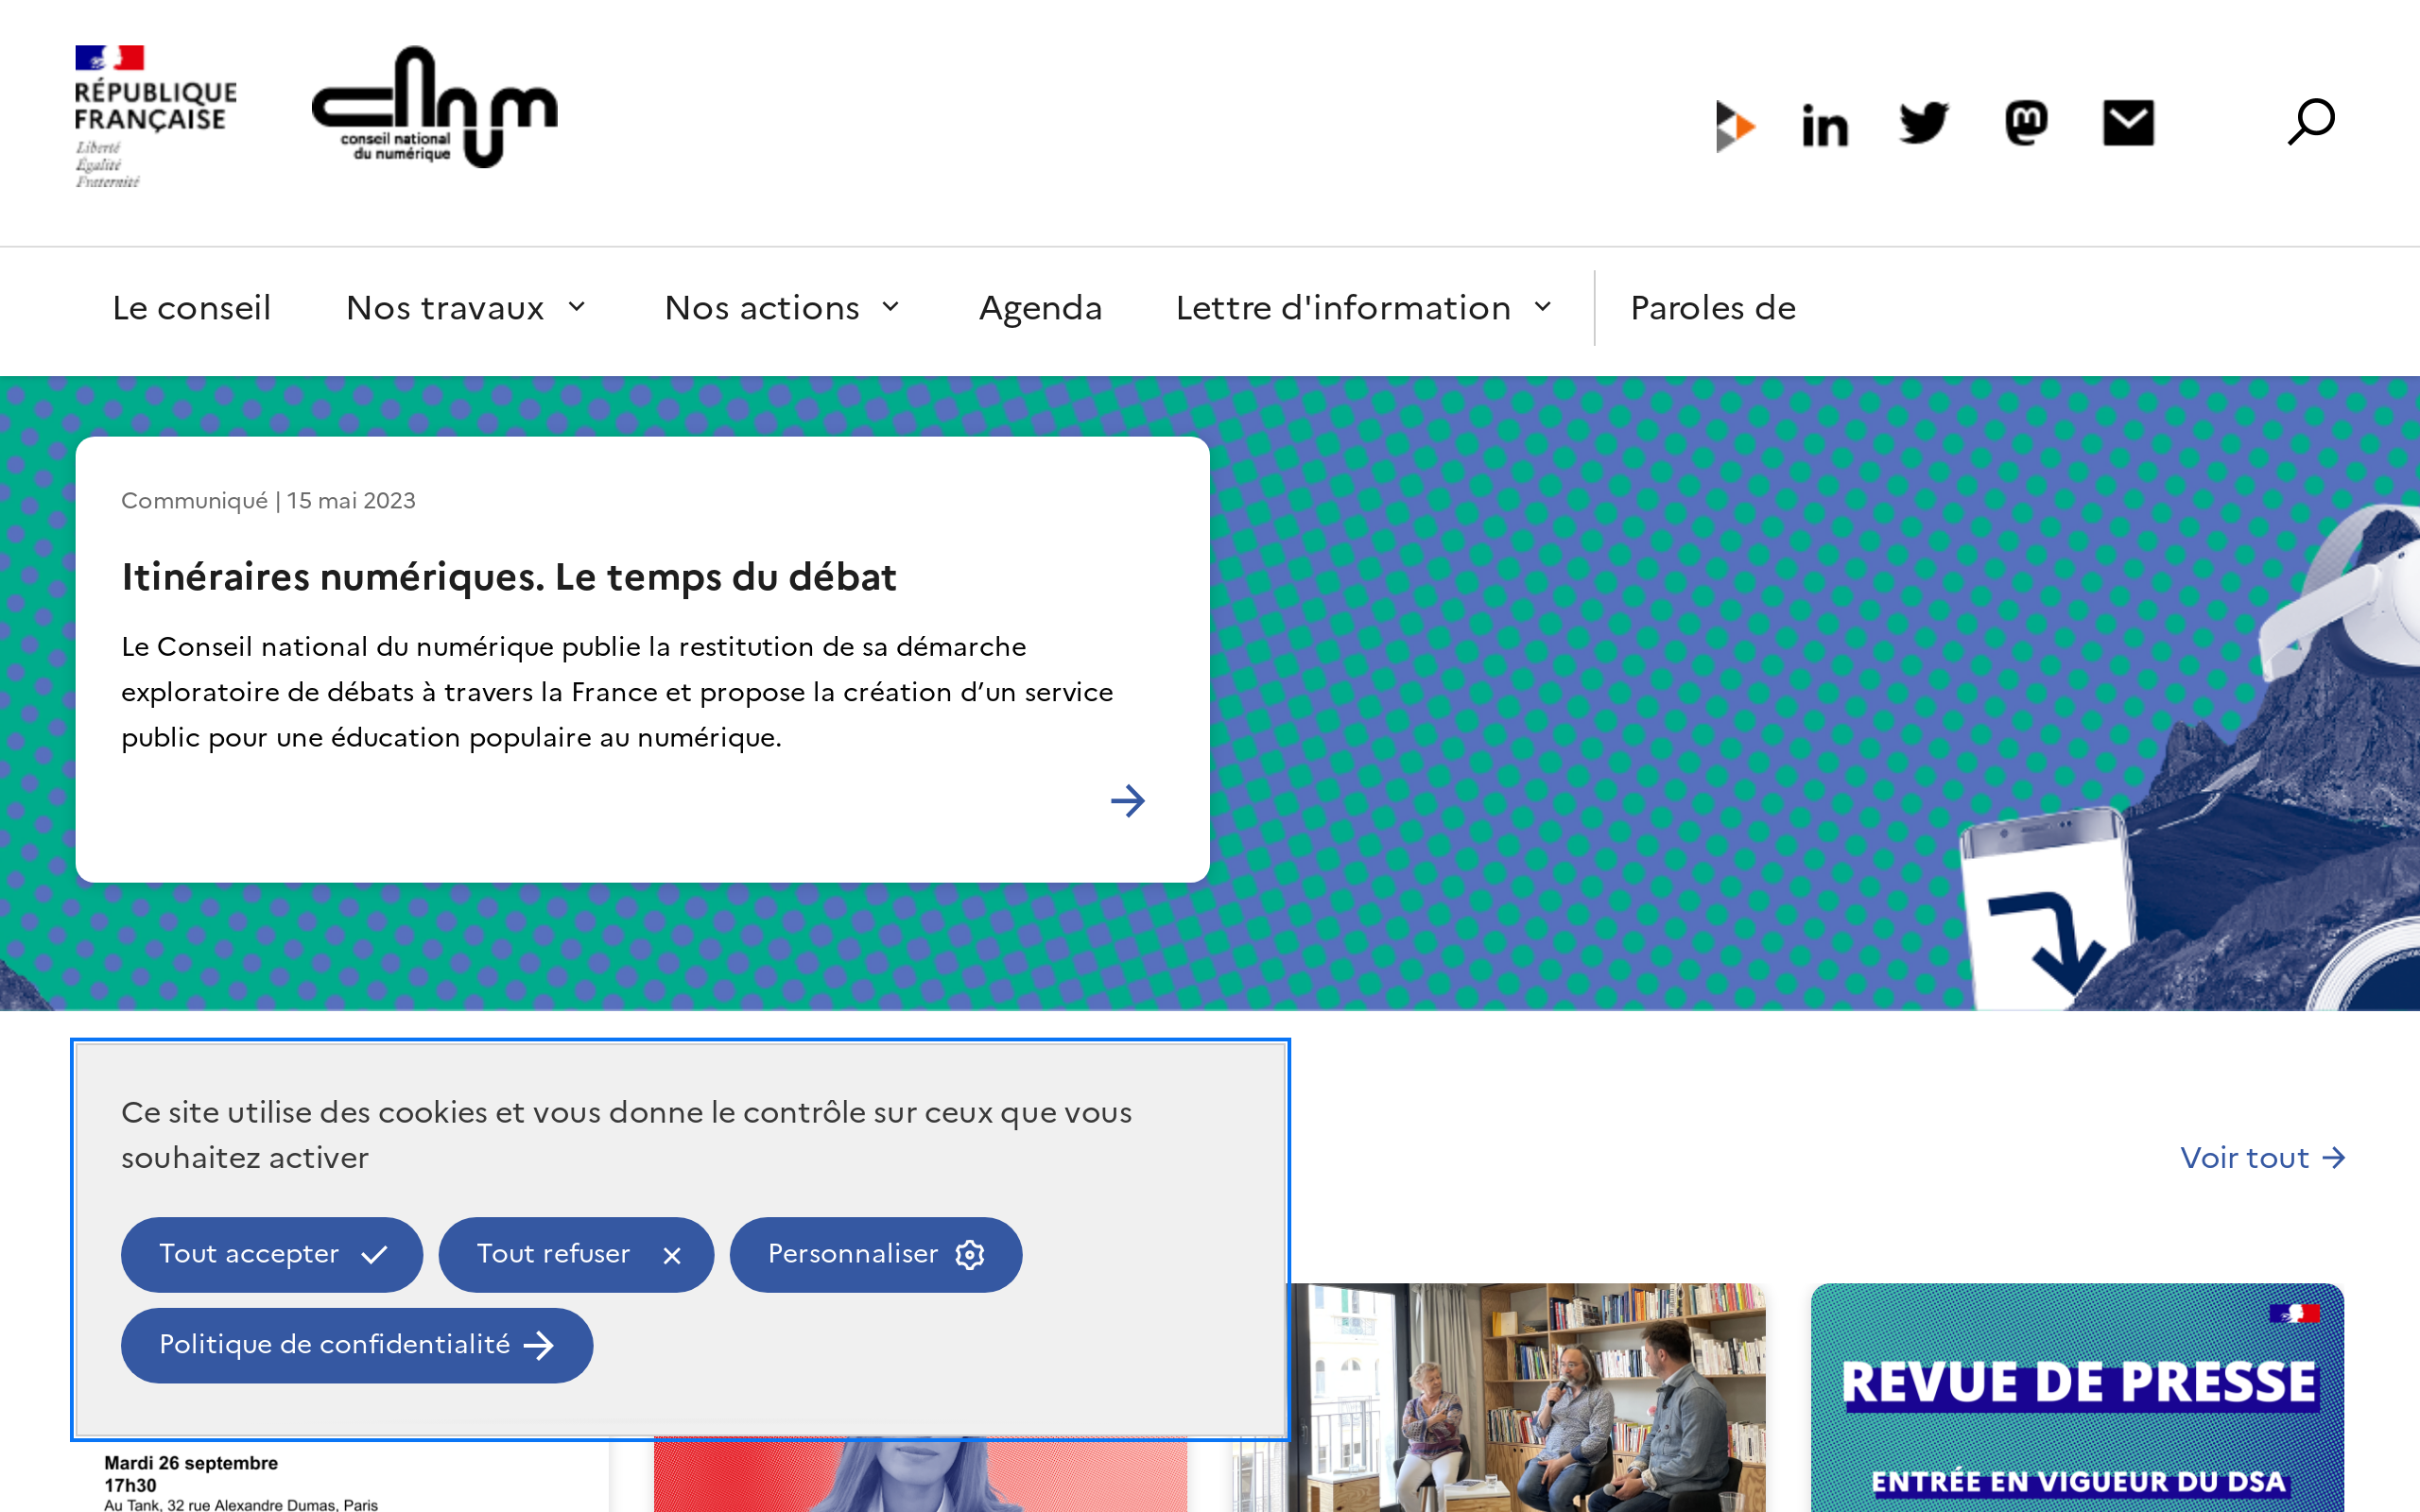 RÉPUBLIQUE
FRANÇAISE
Liberté
Égalité
Fraternité
cnnum
conseil national
du numérique
in
m
Le conseil Nos travaux Nos actions Agenda Lettre d'information Paroles de
Communiqué | 15 mai 2023
Itinéraires numériques. Le temps du débat
Le Conseil national du numérique publie la restitution de sa démarche
exploratoire de débats à travers la France et propose la création d’un service
public pour une éducation populaire au numérique.
Ce site utilise des cookies et vous donne le contrôle sur ceux que vous
souhaitez activer
Tout accepter Tout refuser Personnaliser
Politique de confidentialité
Voir tout
Mardi 26 septembre
17h30
Au Tank, 32 rue Alexandre Dumas, Paris
REVUE DE PRESSE
ENTRÉE EN VIGUEUR DU DSA